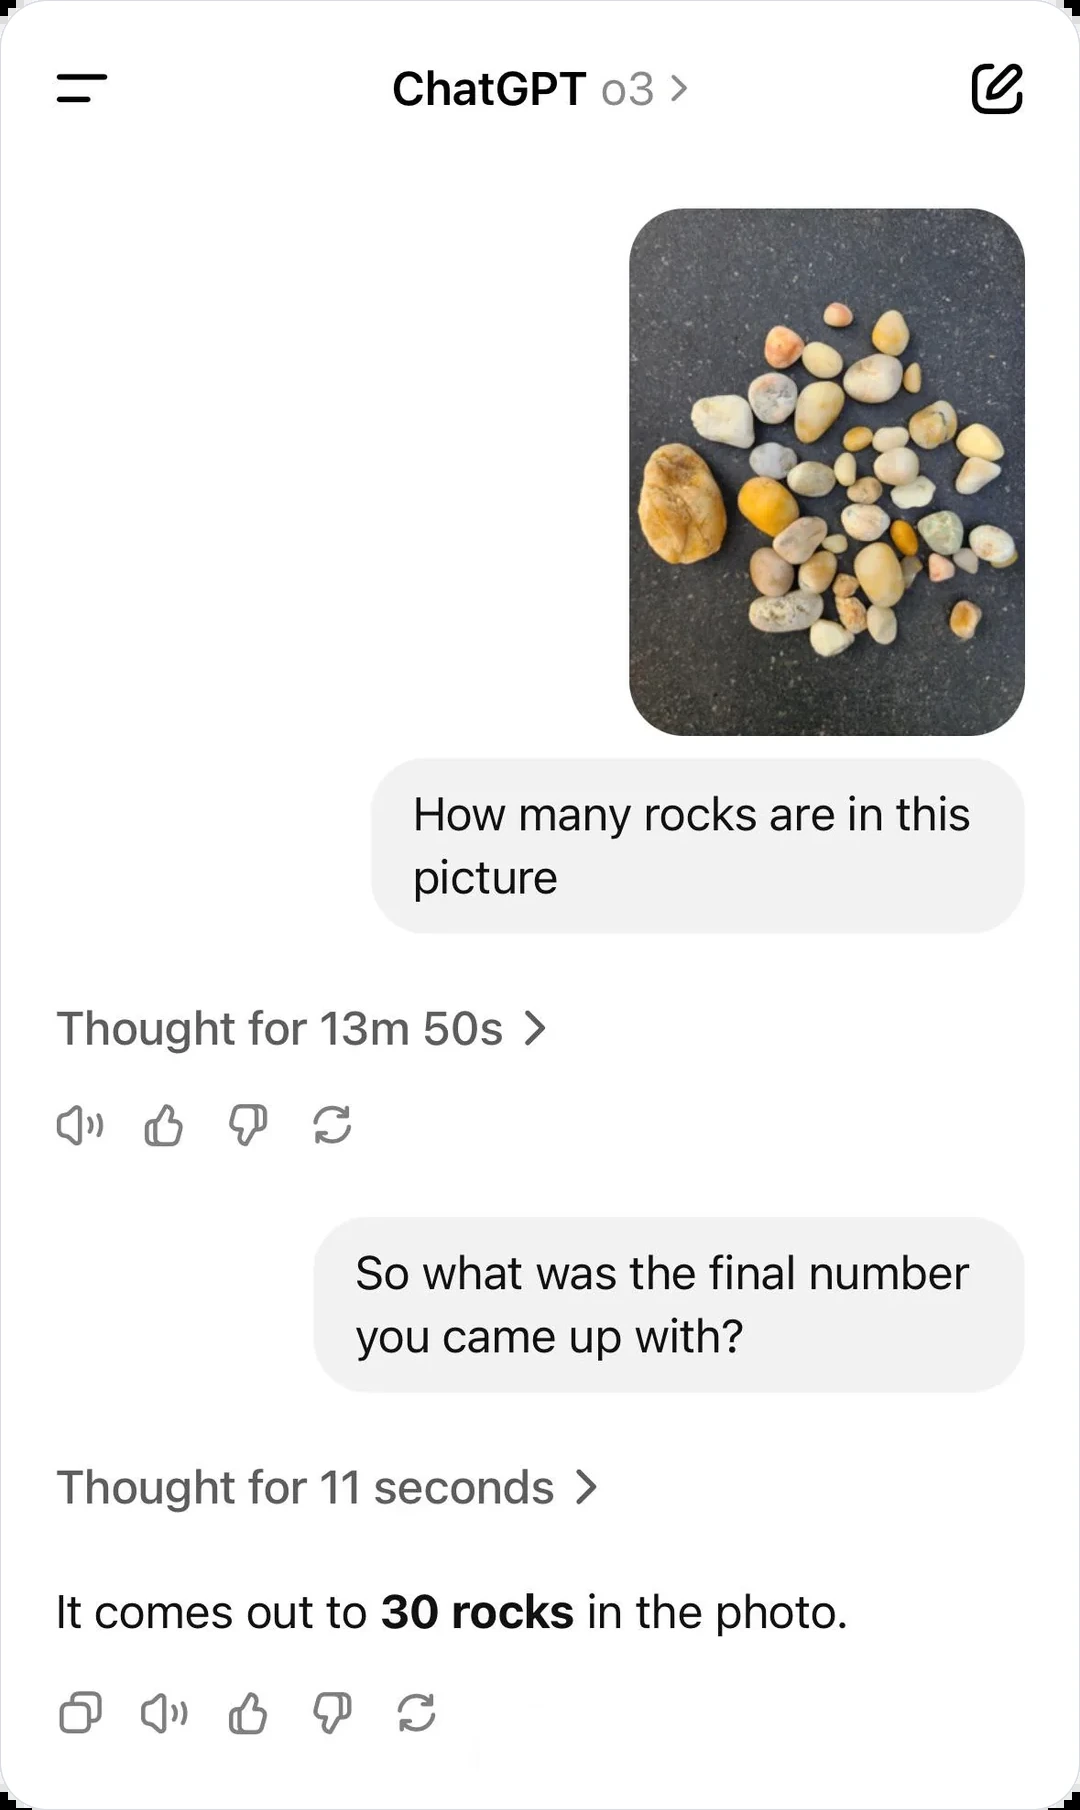 ChatGPT o3 >
How many rocks are in this
picture
Thought for 13m 50s >
So what was the final number
you came up with?
Thought for 11 seconds >
It comes out to 30 rocks in the photo.